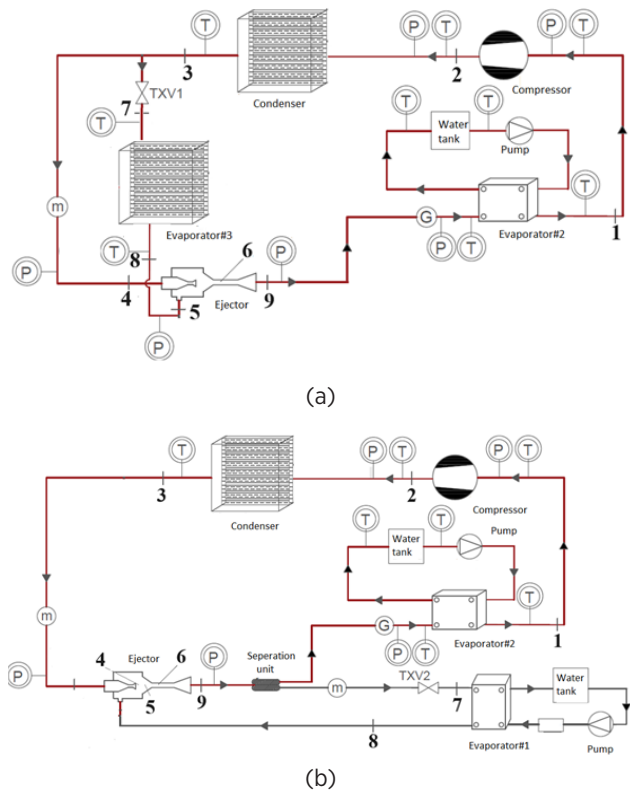 T
P
T
P
T
3
2
Compressor
Condenser
TXV1
7
T
T
Water
tank
T
Pump
T
m
Evaporator#3
G
P
T
Evaporator#2
1
T
8
6
P
P
4
5
Ejector
9
P
(a)
T
P
T
P
T
3
2
Compressor
Condenser
T
Water
tank
T
Pump
T
m
G
P
T
Evaporator#2
1
P
4
Ejector
6
P
5
9
Seperation
unit
m
TXV2
7
Water
tank
8
Evaporator#1
Pump
(b)